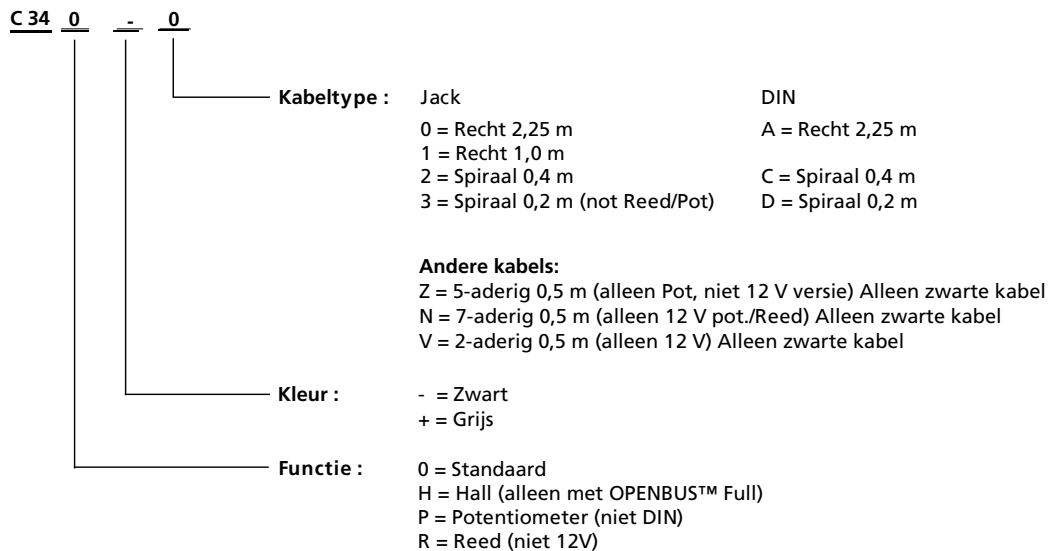 C 34 0 - 0
Kabeltype : Jack DIN
0 = Recht 2,25 m A = Recht 2,25 m
1 = Recht 1,0 m
2 = Spiraal 0,4 m C = Spiraal 0,4 m
3 = Spiraal 0,2 m (not Reed/Pot) D = Spiraal 0,2 m
Andere kabels:
Z = 5-aderig 0,5 m (alleen Pot, niet 12 V versie) Alleen zwarte kabel
N = 7-aderig 0,5 m (alleen 12 V pot./Reed) Alleen zwarte kabel
V = 2-aderig 0,5 m (alleen 12 V) Alleen zwarte kabel
Kleur : - = Zwart
+ = Grijs
Functie : 0 = Standaard
H = Hall (alleen met OPENBUS™ Full)
P = Potentiometer (niet DIN)
R = Reed (niet 12V)